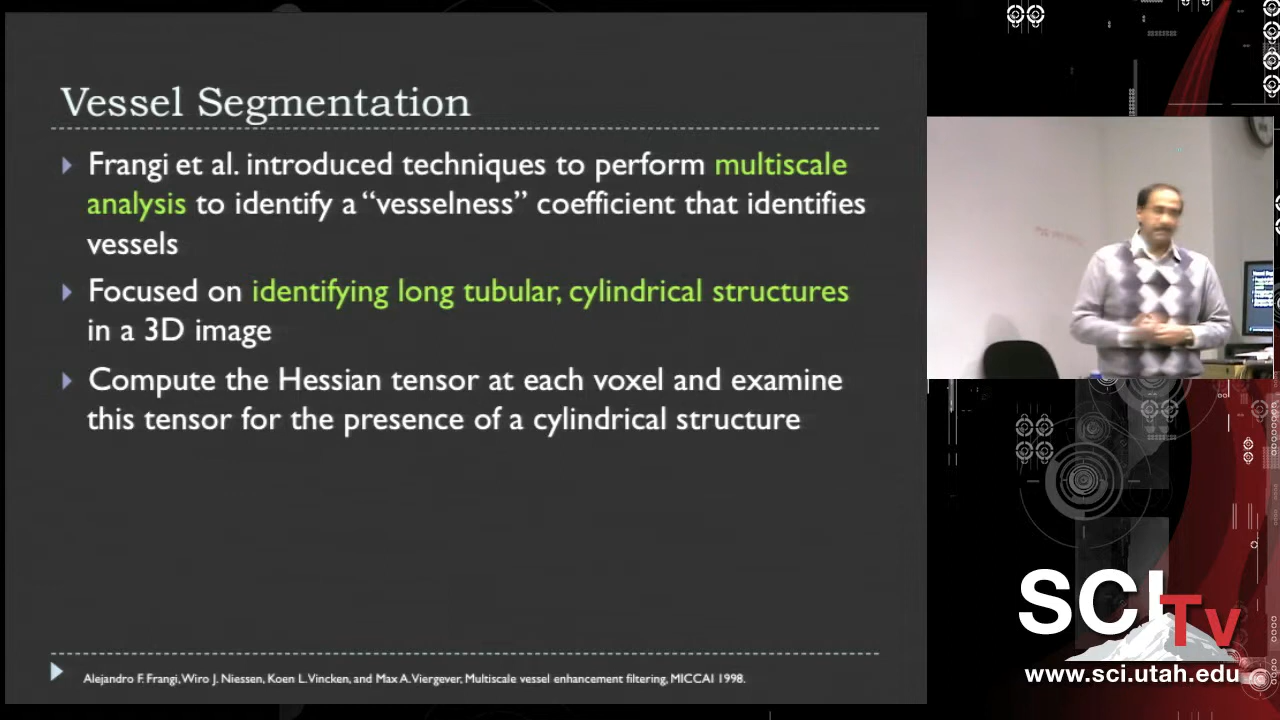 Vessel Segmentation
Frangi et al. introduced techniques to perform multiscale
analysis to identify a “vesselness” coefficient that identifies
vessels
Focused on identifying long tubular, cylindrical structures
in a 3D image
Compute the Hessian tensor at each voxel and examine
this tensor for the presence of a cylindrical structure
Alejandro F. Frangi, Wiro J. Niessen, Koen L. Vincken, and Max A. Viergever, Multiscale vessel enhancement filtering, MICCAI 1998.
SCI TV
www.sci.utah.edu